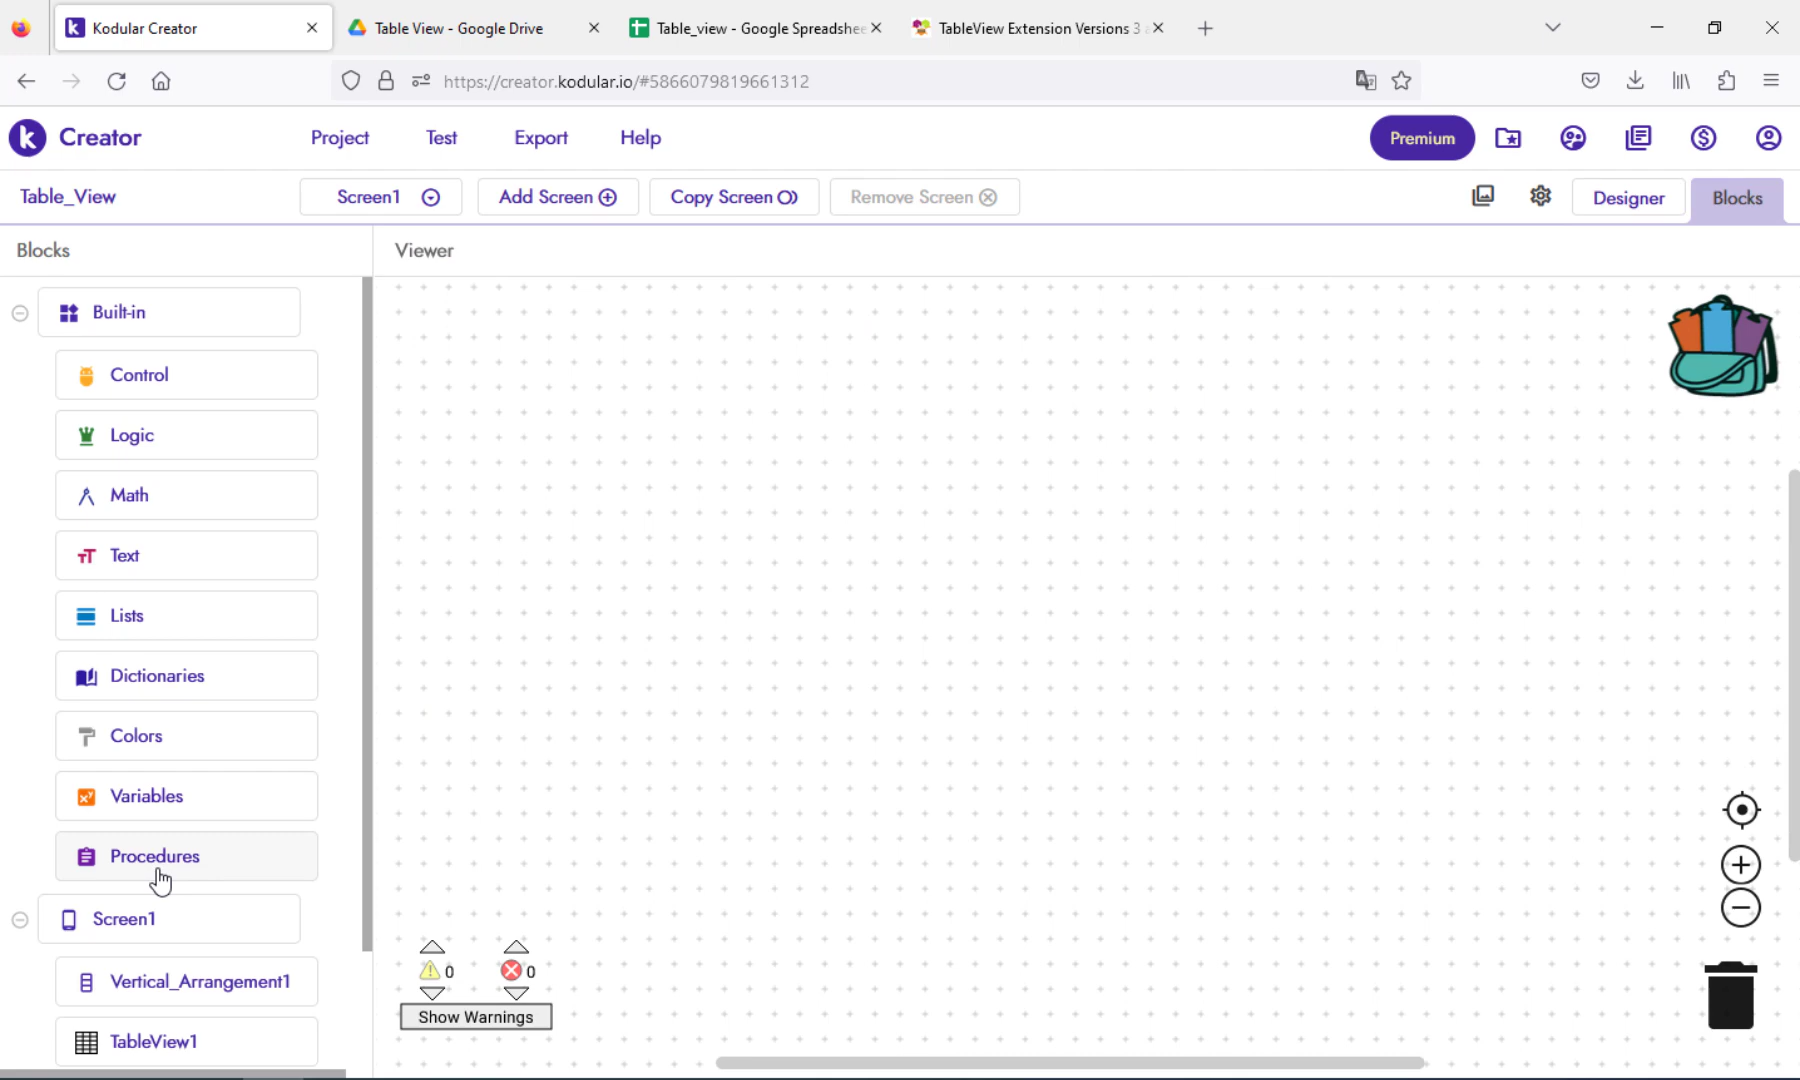 Kodular Creator
Table View - Google Drive
Table_view - Google Spreadshee
TableView Extension Versions 3 a
https://creator.kodular.io/#5866079819661312
Creator
Project
Test
Export
Help
Premium
Table_View
Screen1
Add Screen
Copy Screen
Remove Screen
Designer
Blocks
Blocks
Viewer
Built-in
Control
Logic
Math
Text
Lists
Dictionaries
Colors
Variables
Procedures
Screen1
Vertical_Arrangement1
TableView1
0
0
Show Warnings